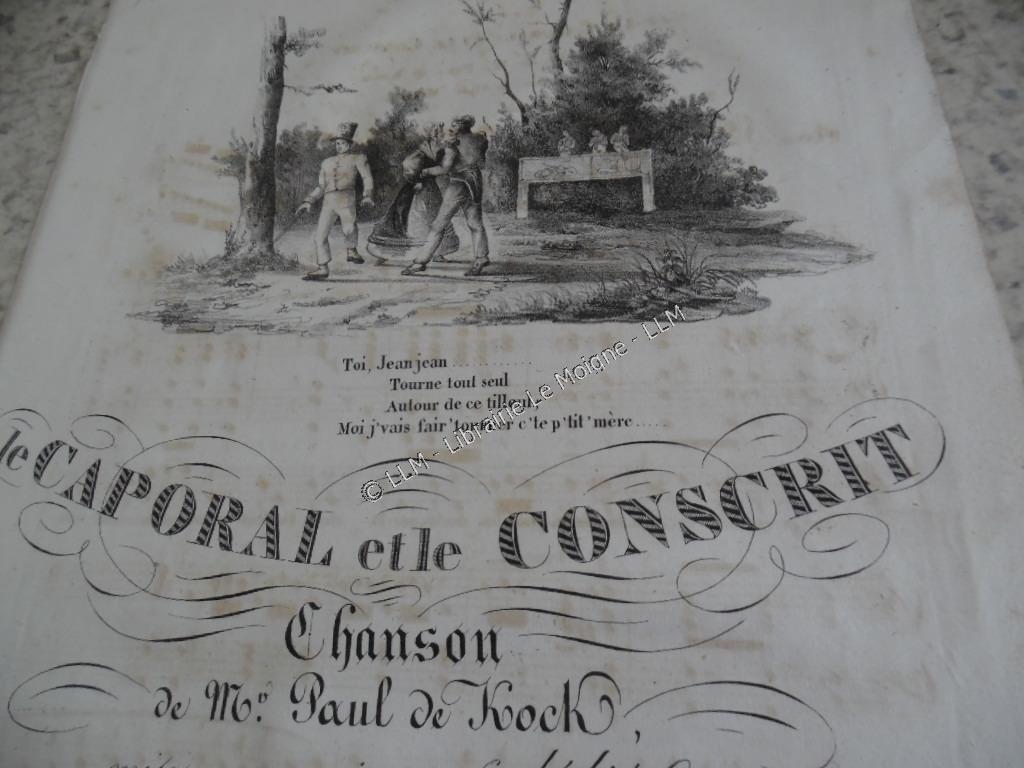 Toi, Jeanjean ............
Tourne tout seul
Autour de ce tilleul,
Moi j'vais fair' tourner c'te p'tit' mère .....
© LLM - Librairie Le Moigne - LLM
le CAPORAL et le CONSCRIT
Chanson
de Mr. Paul de Kock,